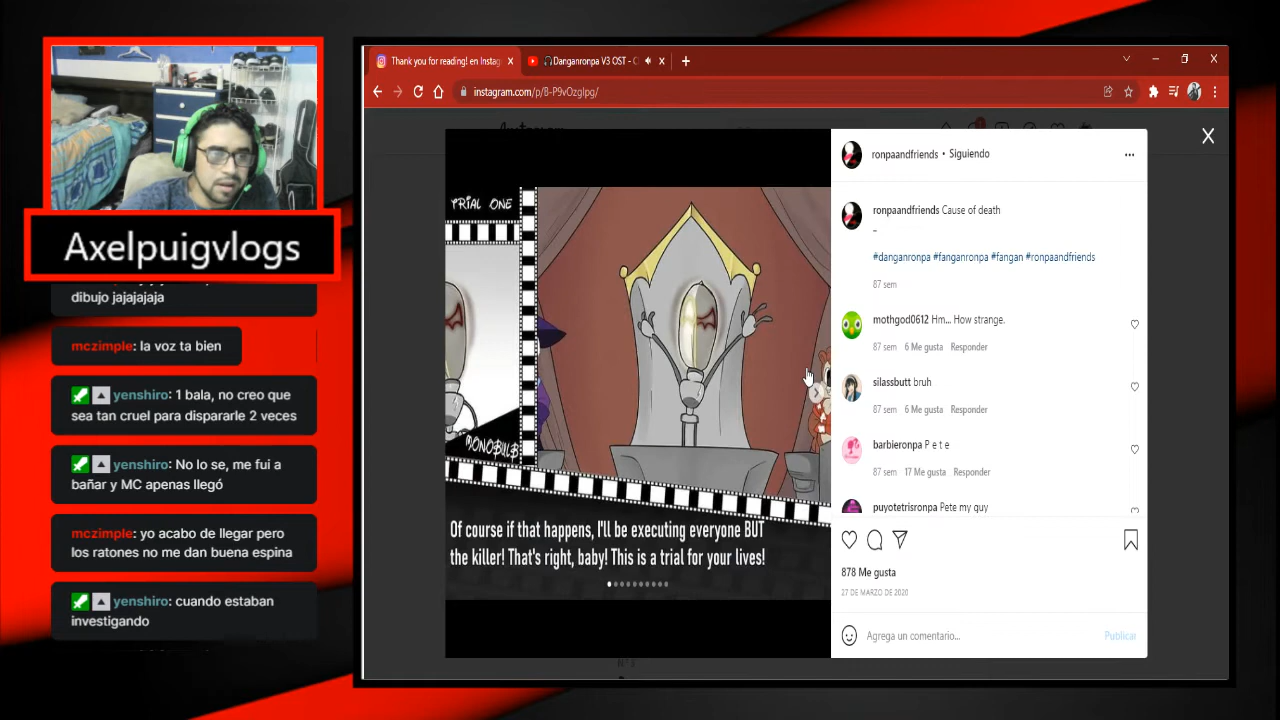 Thank you for reading! en Instag
Danganronpa V3 OST - C
instagram.com/p/B-P9vOzglpg/
Axelpuigvlogs
dibujo jajajajaja
mczimple: la voz ta bien
yenshiro: 1 bala, no creo que
sea tan cruel para dispararle 2 veces
yenshiro: No lo se, me fui a
bañar y MC apenas llegó
mczimple: yo acabo de llegar pero
los ratones no me dan buena espina
yenshiro: cuando estaban
investigando
TRIAL ONE
MONOBULB
Of course if that happens, I'll be executing everyone BUT
the killer! That's right, baby! This is a trial for your lives!
ronpaandfriends • Siguiendo
ronpaandfriends Cause of death
-
#danganronpa #fanganronpa #fangan #ronpaandfriends
87 sem
mothgod0612 Hm... How strange.
87 sem 6 Me gusta Responder
silassbutt bruh
87 sem 6 Me gusta Responder
barbieronpa P e t e
87 sem 17 Me gusta Responder
puyotetrisronpa Pete my guy
878 Me gusta
27 DE MARZO DE 2020
Agrega un comentario...
Publicar